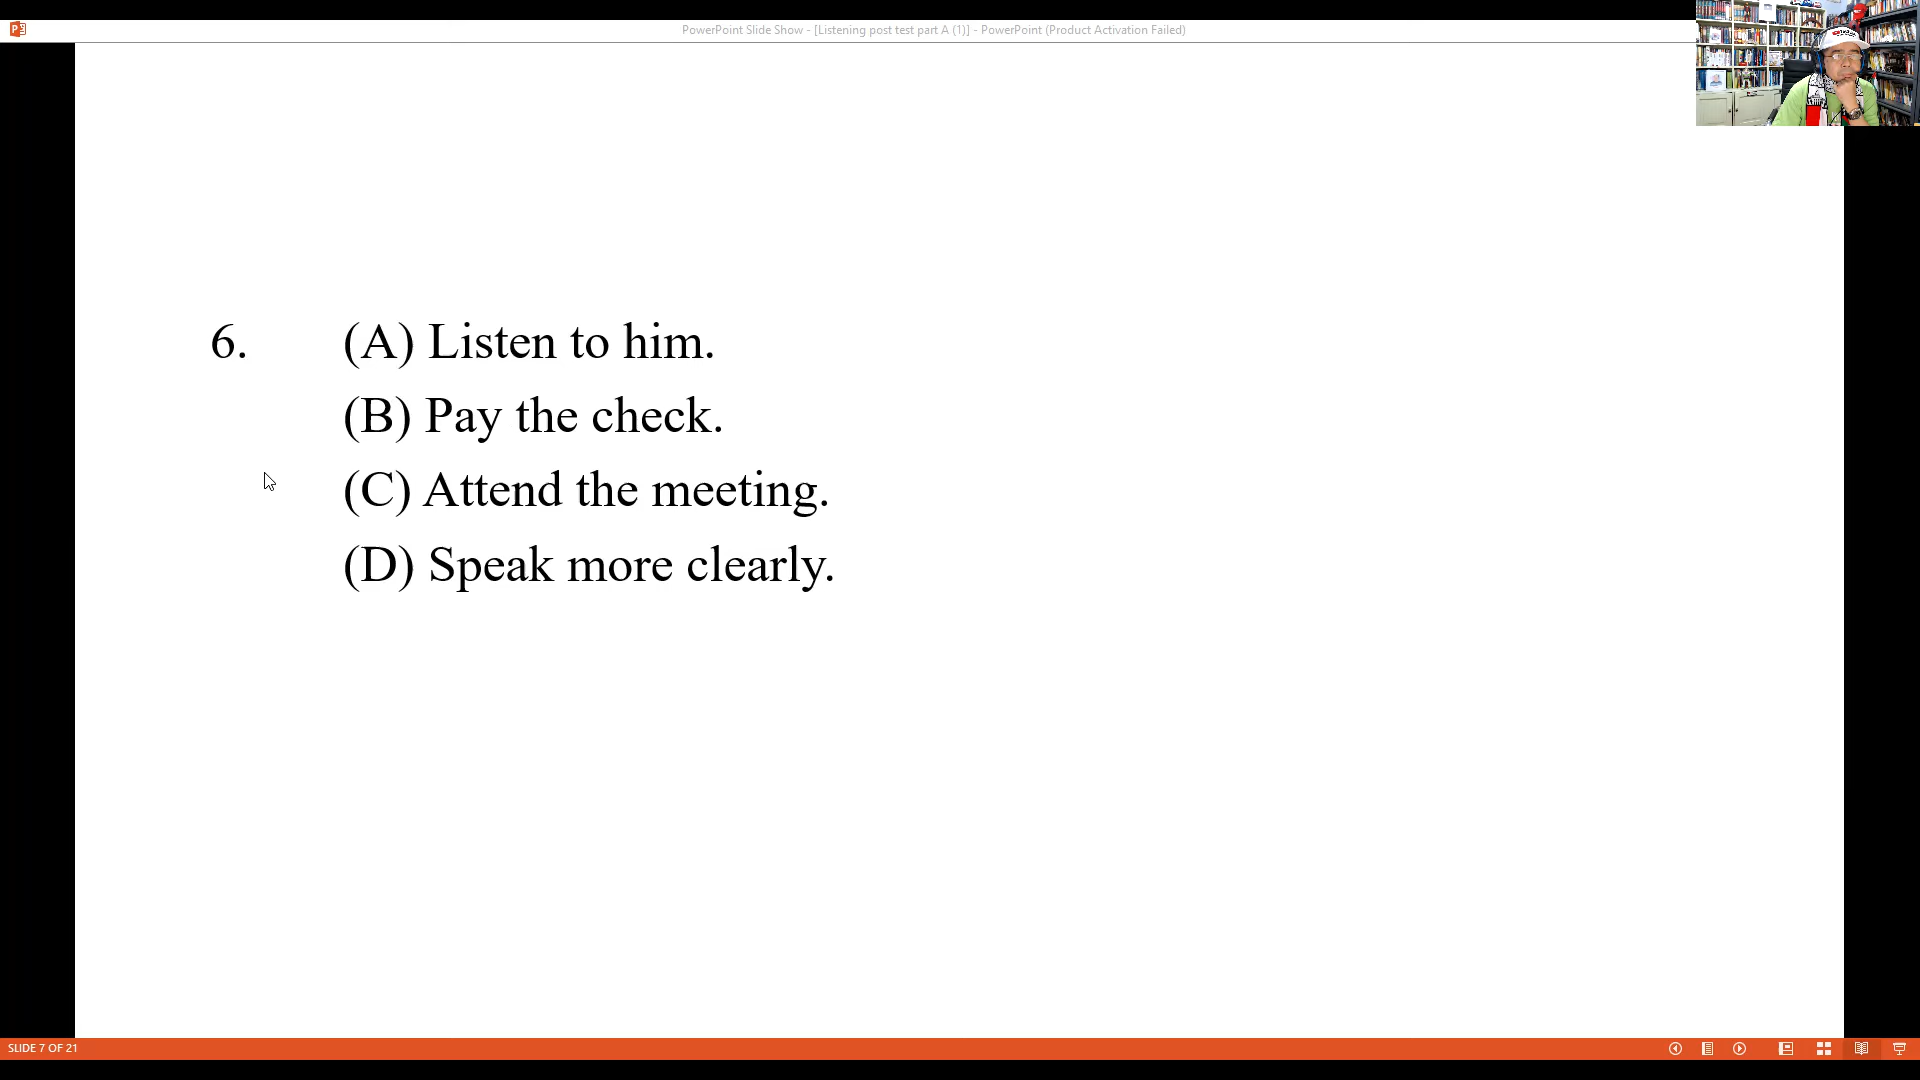 PowerPoint Slide Show - [Listening post test part A (1)] - PowerPoint (Product Activation Failed)
6. (A) Listen to him.
(B) Pay the check.
(C) Attend the meeting.
(D) Speak more clearly.
SLIDE 7 OF 21